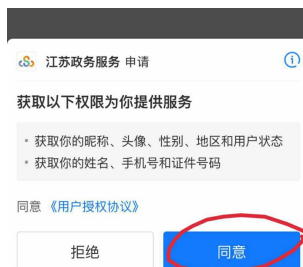 江苏政务服务 申请
获取以下权限为你提供服务
• 获取你的昵称、头像、性别、地区和用户状态
• 获取你的姓名、手机号和证件号码
同意《用户授权协议》
拒绝 同意